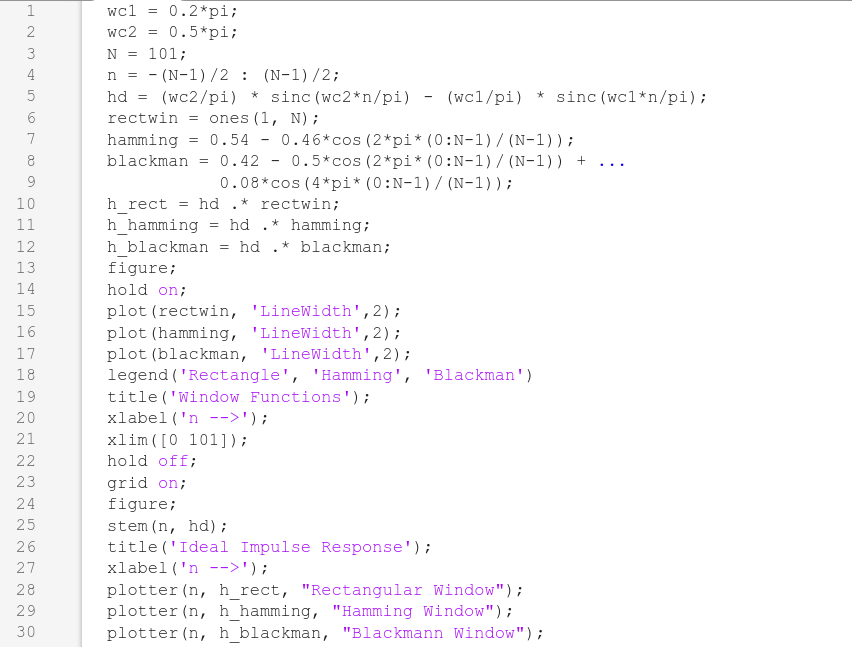 1 wc1 = 0.2*pi;
2 wc2 = 0.5*pi;
3 N = 101;
4 n = -(N-1)/2 : (N-1)/2;
5 hd = (wc2/pi) * sinc(wc2*n/pi) - (wc1/pi) * sinc(wc1*n/pi);
6 rectwin = ones(1, N);
7 hamming = 0.54 - 0.46*cos(2*pi*(0:N-1)/(N-1));
8 blackman = 0.42 - 0.5*cos(2*pi*(0:N-1)/(N-1)) + ...
9 0.08*cos(4*pi*(0:N-1)/(N-1));
10 h_rect = hd .* rectwin;
11 h_hamming = hd .* hamming;
12 h_blackman = hd .* blackman;
13 figure;
14 hold on;
15 plot(rectwin, 'LineWidth',2);
16 plot(hamming, 'LineWidth',2);
17 plot(blackman, 'LineWidth',2);
18 legend('Rectangle', 'Hamming', 'Blackman')
19 title('Window Functions');
20 xlabel('n -->');
21 xlim([0 101]);
22 hold off;
23 grid on;
24 figure;
25 stem(n, hd);
26 title('Ideal Impulse Response');
27 xlabel('n -->');
28 plotter(n, h_rect, "Rectangular Window");
29 plotter(n, h_hamming, "Hamming Window");
30 plotter(n, h_blackman, "Blackmann Window");